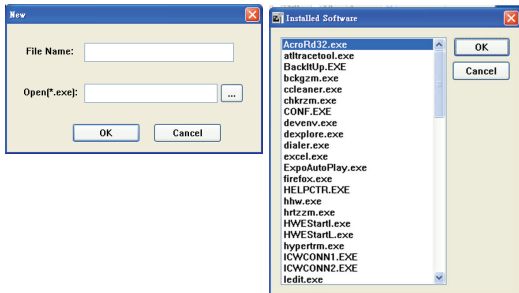 New
File Name:
Open(*.exe):
...
OK
Cancel
Installed Software
AcroRd32.exe
atltracetool.exe
BackItUp.EXE
bckgzm.exe
ccleaner.exe
chkrzm.exe
CONF.EXE
devenv.exe
dexplore.exe
dialer.exe
excel.exe
ExpoAutoPlay.exe
firefox.exe
HELPCTR.EXE
hhw.exe
hrtzzm.exe
HWEStartI.exe
HWEStartL.exe
hypertrm.exe
ICWCONN1.EXE
ICWCONN2.EXE
iedit.exe
OK
Cancel